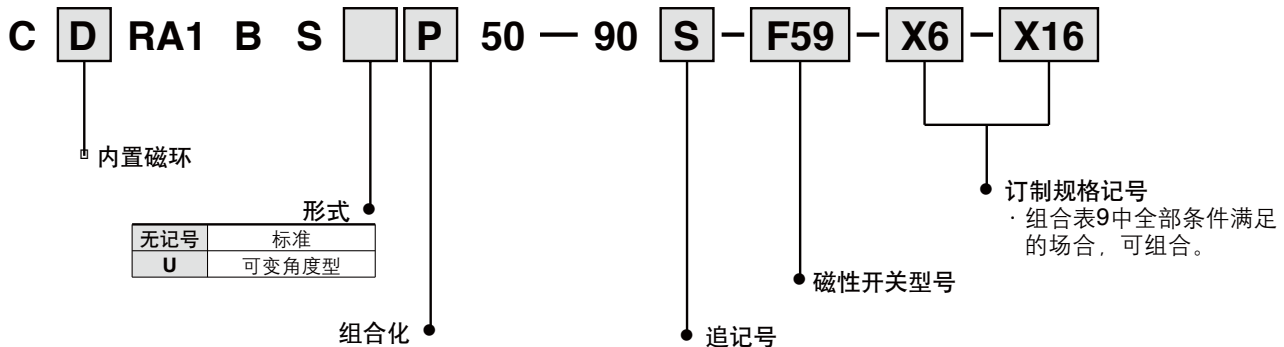 C D RA1 B S P 50 — 90 S – F59 – X6 – X16
内置磁环
形式
无记号 标准
U 可变角度型
组合化
追记号
磁性开关型号
订制规格记号
· 组合表9中全部条件满足
的场合，可组合。